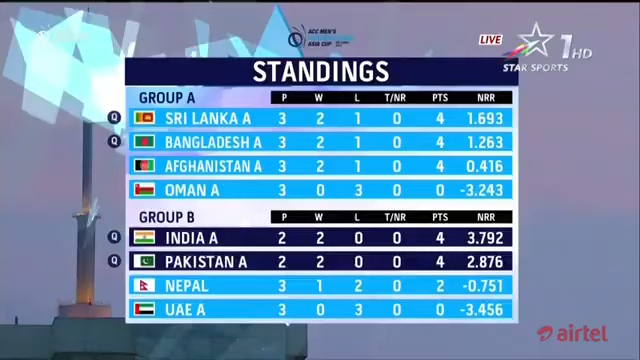 ACC MEN'S
ASIA CUP
LIVE
1HD
STAR SPORTS
STANDINGS
GROUP A P W L T/NR PTS NRR
Q SRI LANKA A 3 2 1 0 4 1.693
Q BANGLADESH A 3 2 1 0 4 1.263
AFGHANISTAN A 3 2 1 0 4 0.416
OMAN A 3 0 3 0 0 -3.243
GROUP B P W L T/NR PTS NRR
Q INDIA A 2 2 0 0 4 3.792
Q PAKISTAN A 2 2 0 0 4 2.876
NEPAL 3 1 2 0 2 -0.751
UAE A 3 0 3 0 0 -3.456
airtel